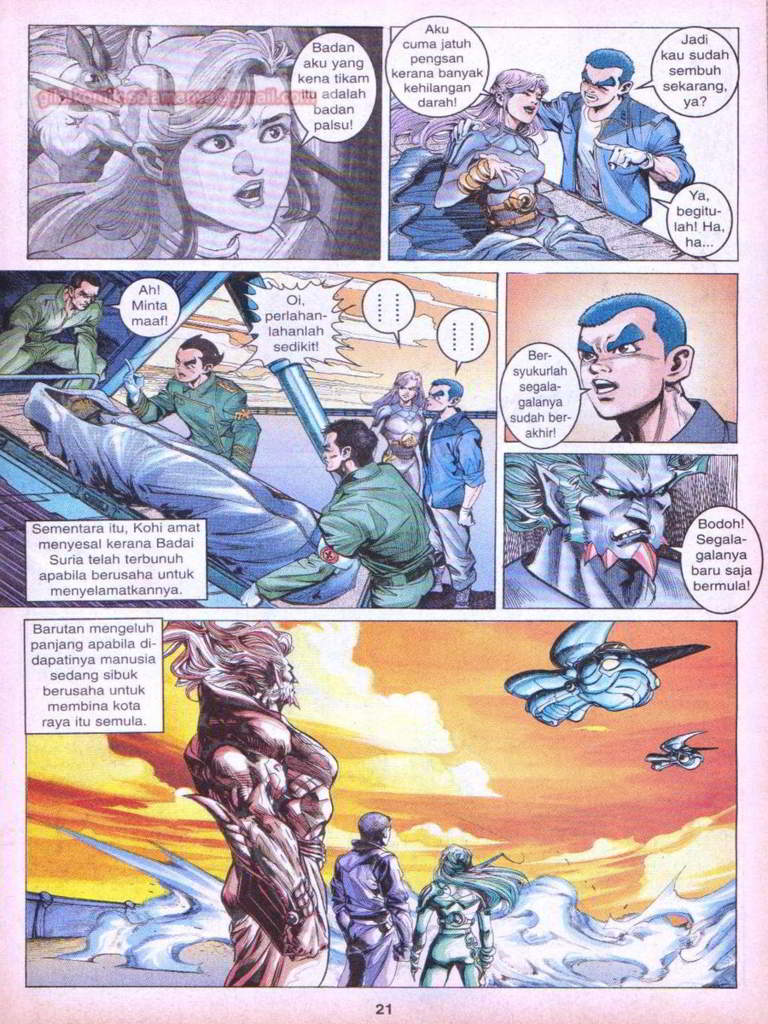 Badan
aku yang
kena tikam
itu adalah
badan
palsu!
Aku
cuma jatuh
pengsan
kerana banyak
kehilangan
darah!
Jadi
kau sudah
sembuh
sekarang,
ya?
Ya,
begitu-
lah! Ha,
ha...
Ah!
Minta
maaf!
Oi,
perlahan-
lahanlah
sedikit!
Ber-
syukurlah
segala-
galanya
sudah ber-
akhir!
Sementara itu, Kohi amat
menyesal kerana Badai
Suria telah terbunuh
apabila berusaha untuk
menyelamatkannya.
Bodoh!
Segala-
galanya
baru saja
bermula!
Barutan mengeluh
panjang apabila di-
dapatinya manusia
sedang sibuk
berusaha untuk
membina kota
raya itu semula.
21